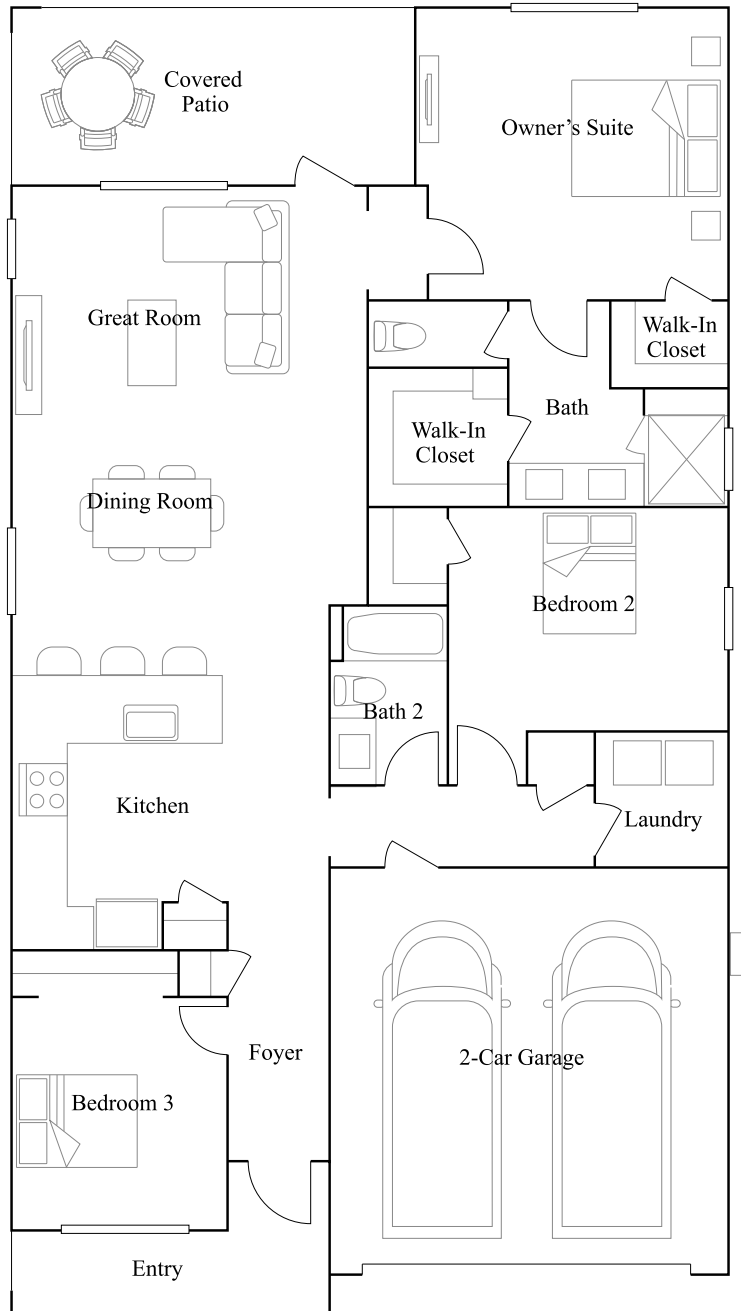 Covered
Patio
Owner's Suite
Great Room
Walk-In
Closet
Bath
Walk-In
Closet
Dining Room
Bedroom 2
Bath 2
Kitchen
Laundry
Foyer
2-Car Garage
Bedroom 3
Entry